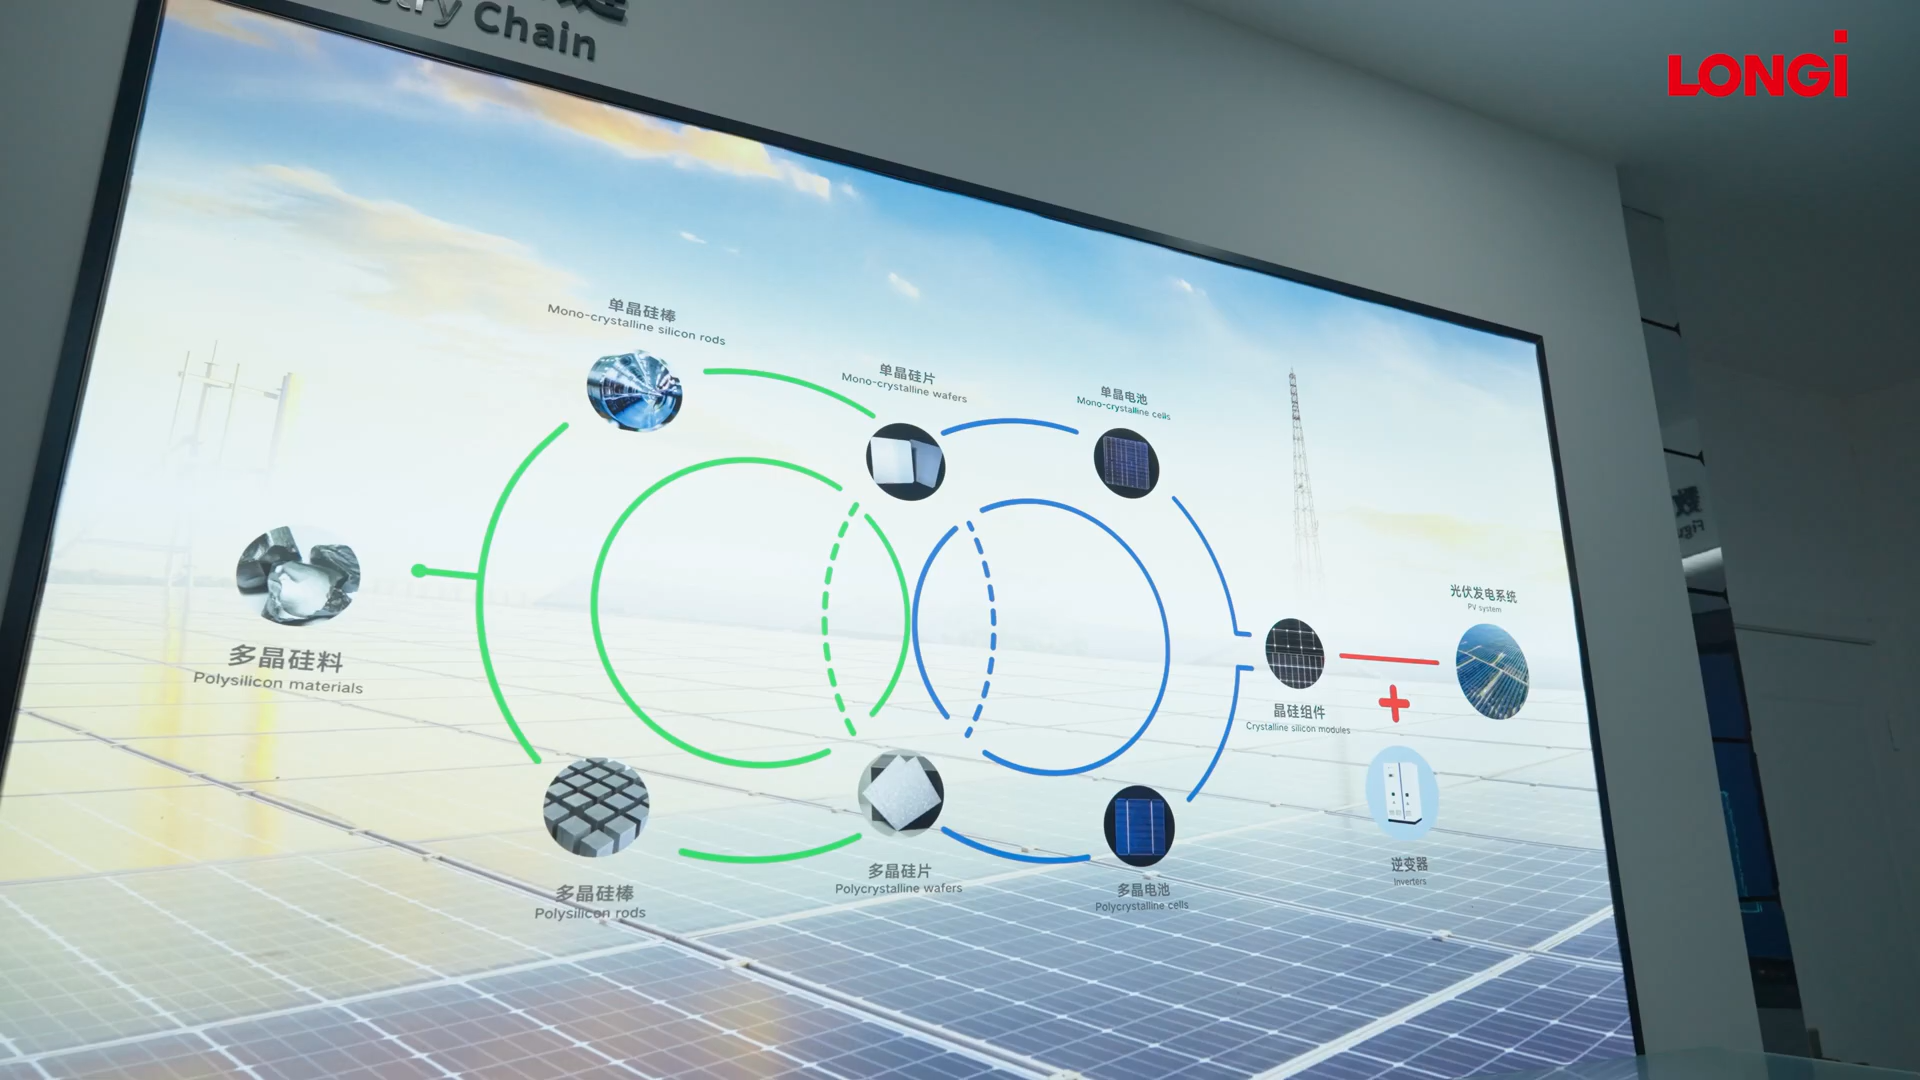 Chain
LONGi
单晶硅棒
Mono-crystalline silicon rods
单晶硅片
Mono-crystalline wafers
单晶电池
Mono-crystalline cells
多晶硅料
Polysilicon materials
光伏发电系统
PV system
晶硅组件
Crystalline silicon modules
多晶硅棒
Polysilicon rods
多晶硅片
Polycrystalline wafers
多晶电池
Polycrystalline cells
逆变器
Inverters